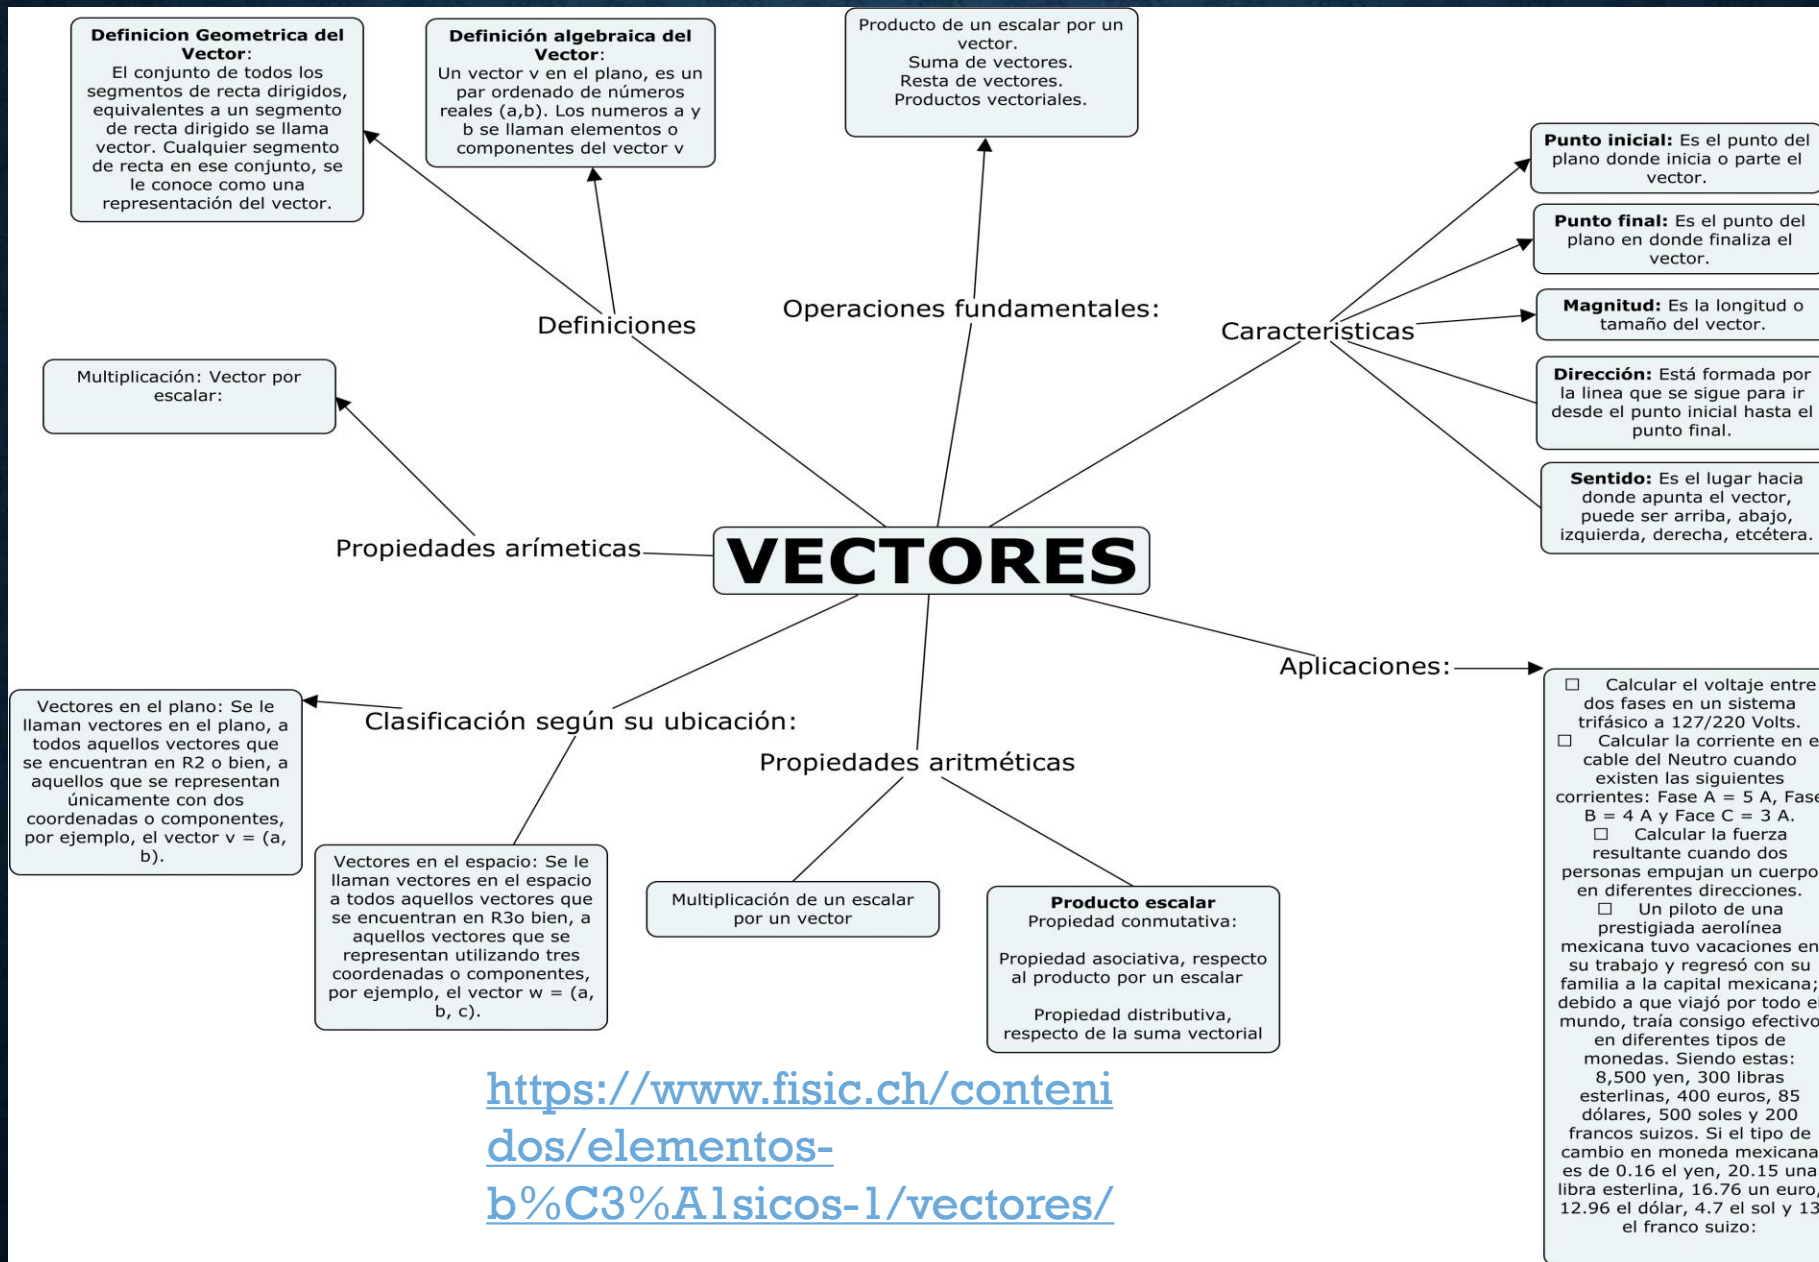 Definicion Geometrica del
Vector:
El conjunto de todos los
segmentos de recta dirigidos,
equivalentes a un segmento
de recta dirigido se llama
vector. Cualquier segmento
de recta en ese conjunto, se
le conoce como una
representación del vector.
Definición algebraica del
Vector:
Un vector v en el plano, es un
par ordenado de números
reales (a,b). Los numeros a y
b se llaman elementos o
componentes del vector v
Producto de un escalar por un
vector.
Suma de vectores.
Resta de vectores.
Productos vectoriales.
Punto inicial: Es el punto del
plano donde inicia o parte el
vector.
Punto final: Es el punto del
plano en donde finaliza el
vector.
Magnitud: Es la longitud o
tamaño del vector.
Dirección: Está formada por
la linea que se sigue para ir
desde el punto inicial hasta el
punto final.
Sentido: Es el lugar hacia
donde apunta el vector,
puede ser arriba, abajo,
izquierda, derecha, etcétera.
Definiciones
Operaciones fundamentales:
Caracteristicas
Multiplicación: Vector por
escalar:
Propiedades arímeticas
VECTORES
Aplicaciones:
Clasificación según su ubicación:
Propiedades aritméticas
Vectores en el plano: Se le
llaman vectores en el plano, a
todos aquellos vectores que
se encuentran en R2 o bien, a
aquellos que se representan
únicamente con dos
coordenadas o componentes,
por ejemplo, el vector v = (a,
b).
Vectores en el espacio: Se le
llaman vectores en el espacio
a todos aquellos vectores que
se encuentran en R3o bien, a
aquellos vectores que se
representan utilizando tres
coordenadas o componentes,
por ejemplo, el vector w = (a,
b, c).
Multiplicación de un escalar
por un vector
Producto escalar
Propiedad conmutativa:
Propiedad asociativa, respecto
al producto por un escalar
Propiedad distributiva,
respecto de la suma vectorial
☐ Calcular el voltaje entre
dos fases en un sistema
trifásico a 127/220 Volts.
☐ Calcular la corriente en e
cable del Neutro cuando
existen las siguientes
corrientes: Fase A = 5 A, Fase
B = 4 A y Face C = 3 A.
☐ Calcular la fuerza
resultante cuando dos
personas empujan un cuerpo
en diferentes direcciones.
☐ Un piloto de una
prestigiada aerolínea
mexicana tuvo vacaciones en
su trabajo y regresó con su
familia a la capital mexicana;
debido a que viajó por todo el
mundo, traía consigo efectivo
en diferentes tipos de
monedas. Siendo estas:
8,500 yen, 300 libras
esterlinas, 400 euros, 85
dólares, 500 soles y 200
francos suizos. Si el tipo de
cambio en moneda mexicana
es de 0.16 el yen, 20.15 una
libra esterlina, 16.76 un euro,
12.96 el dólar, 4.7 el sol y 13
el franco suizo:
https://www.fisic.ch/conteni
dos/elementos-
b%C3%A1sicos-1/vectores/